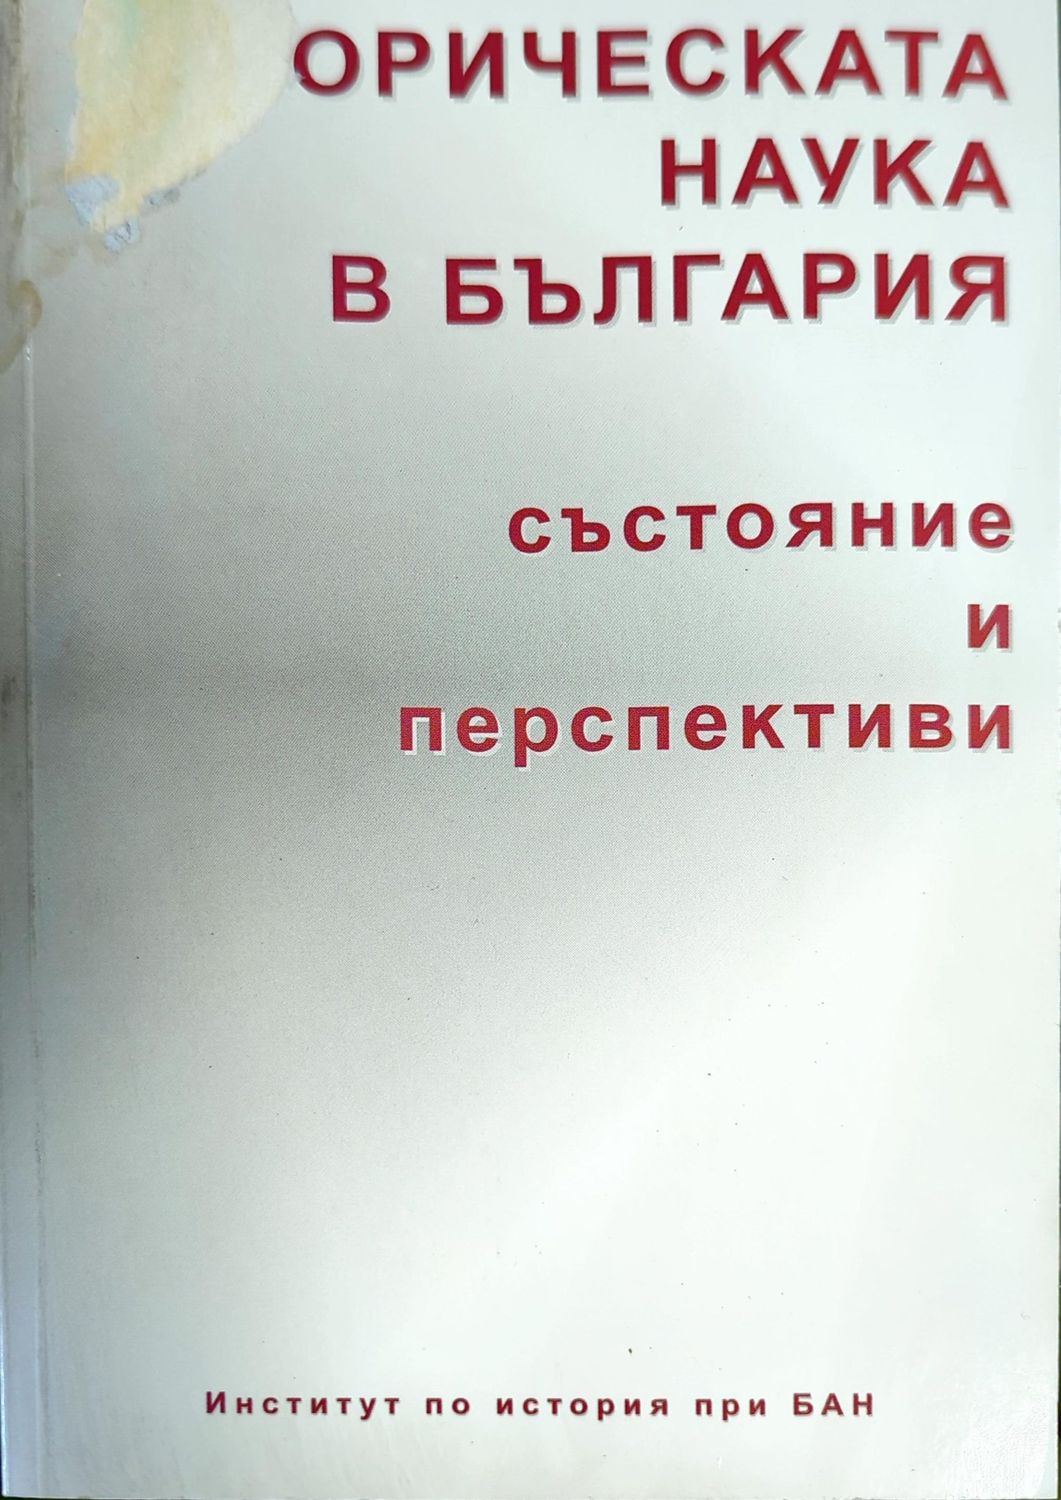 ОРИЧЕСКАТА
НАУКА
В БЪЛГАРИЯ
състояние
и
перспективи
Институт по история при БАН